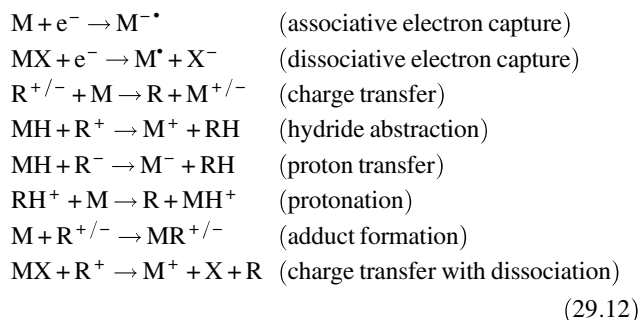 M + e⁻ → M⁻• (associative electron capture)
MX + e⁻ → M• + X⁻ (dissociative electron capture)
R⁺/⁻ + M → R + M⁺/⁻ (charge transfer)
MH + R⁺ → M⁺ + RH (hydride abstraction)
MH + R⁻ → M⁻ + RH (proton transfer)
RH⁺ + M → R + MH⁺ (protonation)
M + R⁺/⁻ → MR⁺/⁻ (adduct formation)
MX + R⁺ → M⁺ + X + R (charge transfer with dissociation)
(29.12)